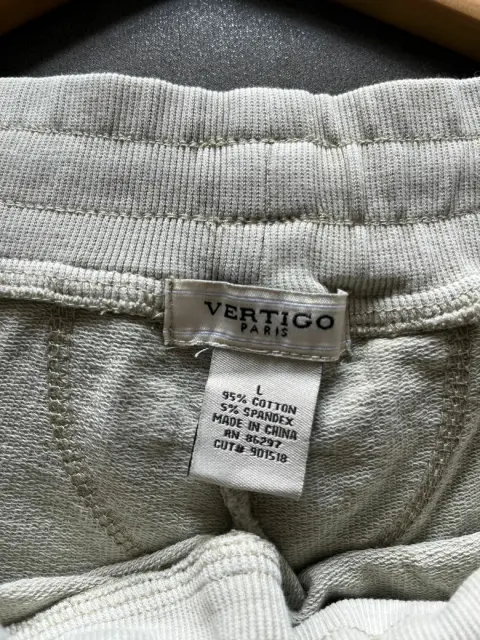 VERTIGO
PARIS
L
95% COTTON
5% SPANDEX
MADE IN CHINA
RN 86297
CUT# 901518